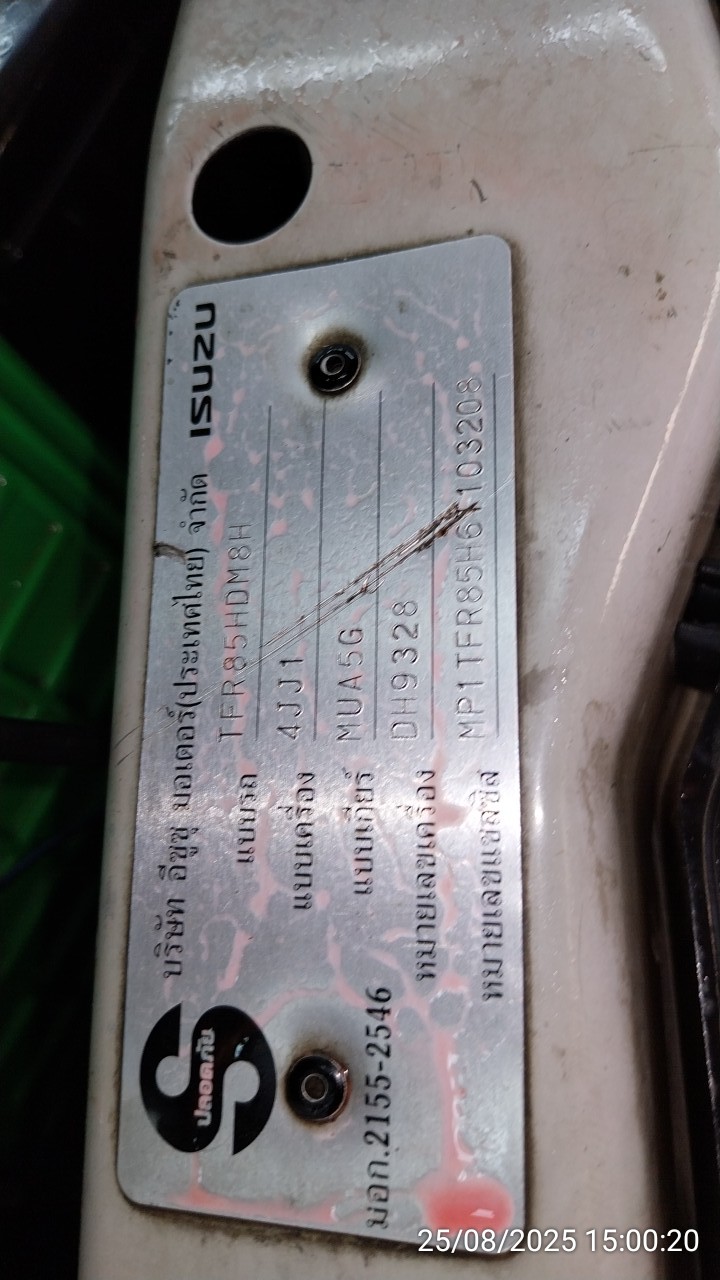 ISUZU
บริษัท อีซูซุ มอเตอร์(ประเทศไทย) จำกัด
ปลอดภัย
แบบรถ TFR85HDM8H
แบบเครื่อง 4JJ1
แบบเกียร์ MUA5G
หมายเลขเครื่อง DH9328
หมายเลขแชสซิส
มอก.2155-2546
25/08/2025 15:00:20